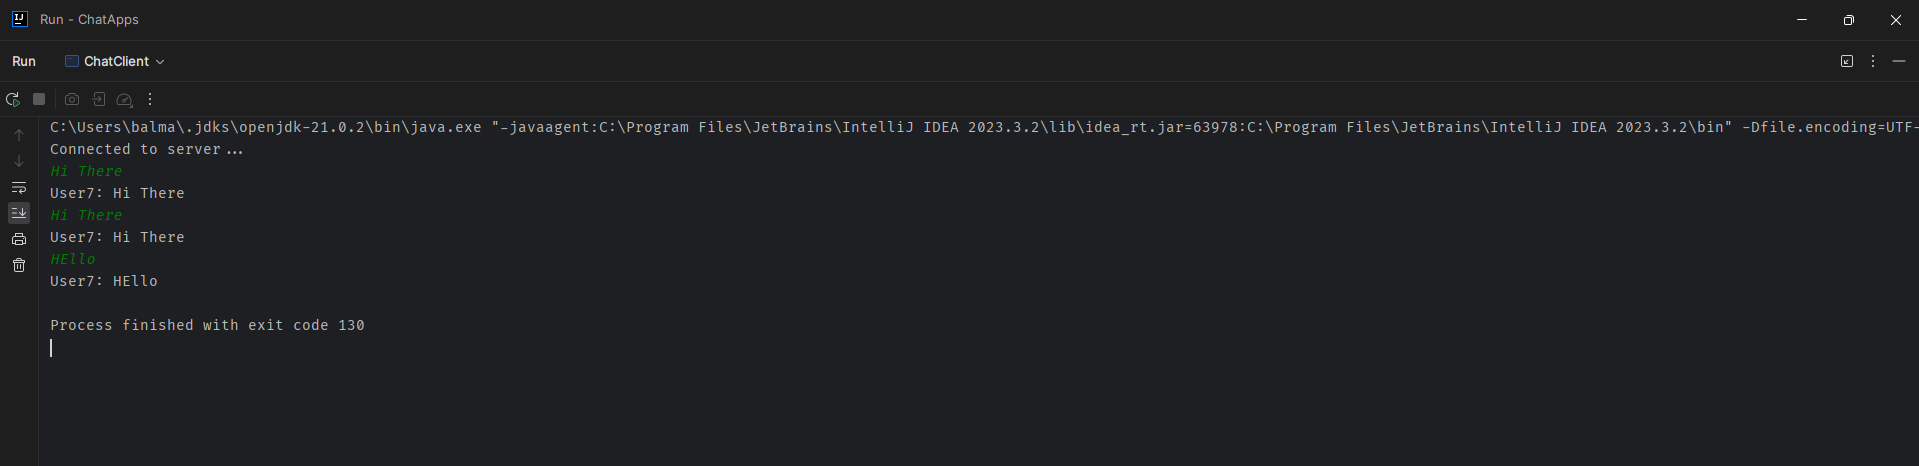 Run - ChatApps
Run ChatClient
C:\Users\balma\.jdks\openjdk-21.0.2\bin\java.exe "-javaagent:C:\Program Files\JetBrains\IntelliJ IDEA 2023.3.2\lib\idea_rt.jar=63978:C:\Program Files\JetBrains\IntelliJ IDEA 2023.3.2\bin" -Dfile.encoding=UTF-
Connected to server...
Hi There
User7: Hi There
Hi There
User7: Hi There
HEllo
User7: HEllo
Process finished with exit code 130